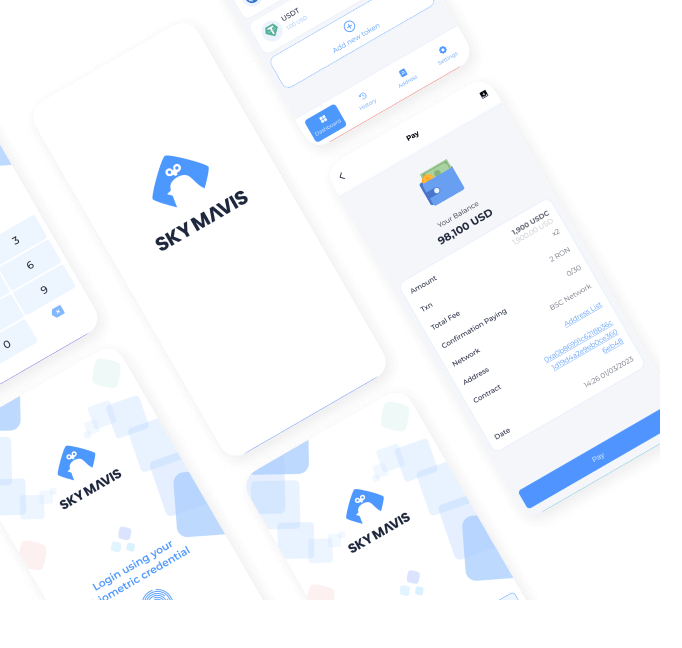 USDT
100 USD
Add new token
Dashboard
History
Address
Settings
SKY MAVIS
3
6
9
0
Pay
Your Balance
98,100 USD
Amount
1,900 USDC
1,900.00 USD
Txn
x2
Total Fee
2 RON
Confirmation Paying
0/30
Network
BSC Network
Address
Address List
Contract
Date
14:26 01/03/2023
Pay
SKY MAVIS
Login using your
biometric credential
SKY MAVIS